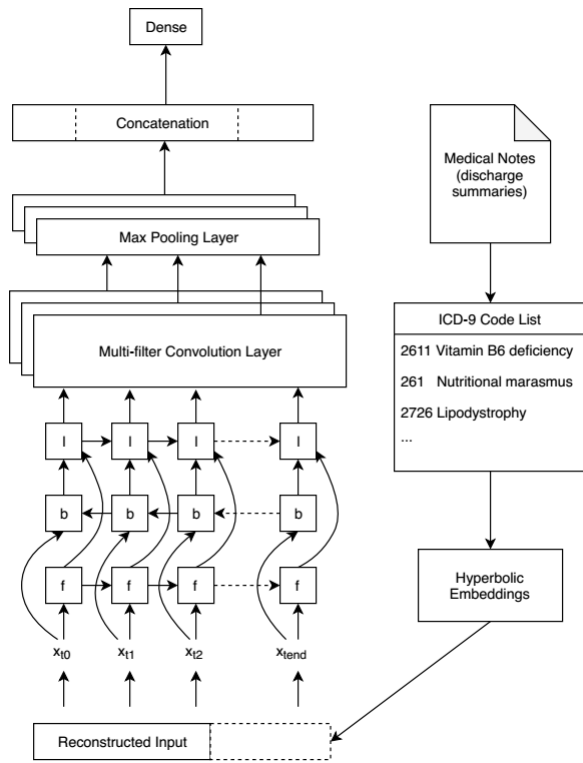 Dense
Concatenation
Max Pooling Layer
Multi-filter Convolution Layer
l l l l
b b b b
f f f f
xt0 xt1 xt2 xtend
Reconstructed Input
Medical Notes
(discharge
summaries)
ICD-9 Code List
2611 Vitamin B6 deficiency
261 Nutritional marasmus
2726 Lipodystrophy
...
Hyperbolic
Embeddings